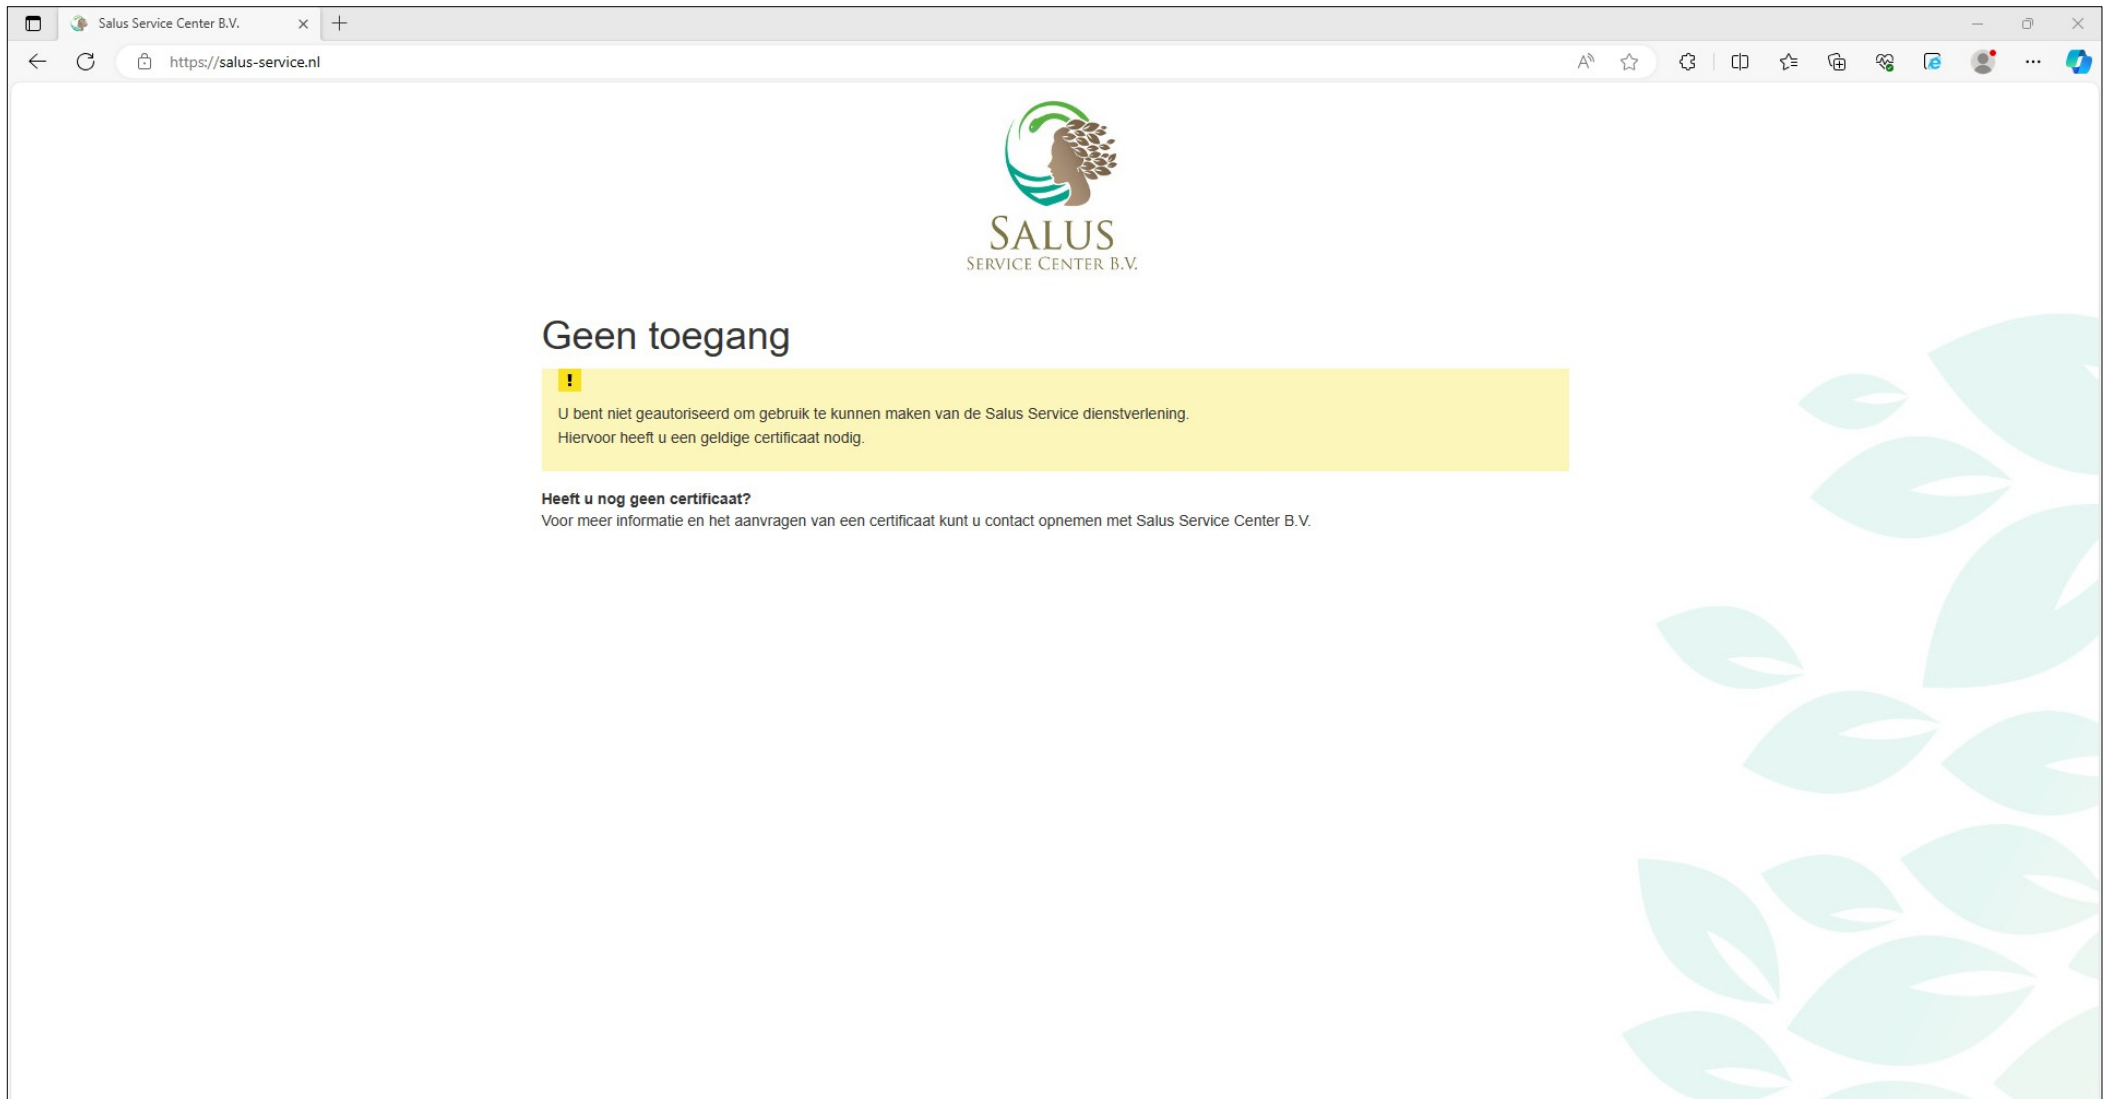 Salus Service Center B.V.
https://salus-service.nl
SALUS
SERVICE CENTER B.V.
Geen toegang
!
U bent niet geautoriseerd om gebruik te kunnen maken van de Salus Service dienstverlening.
Hiervoor heeft u een geldige certificaat nodig.
Heeft u nog geen certificaat?
Voor meer informatie en het aanvragen van een certificaat kunt u contact opnemen met Salus Service Center B.V.